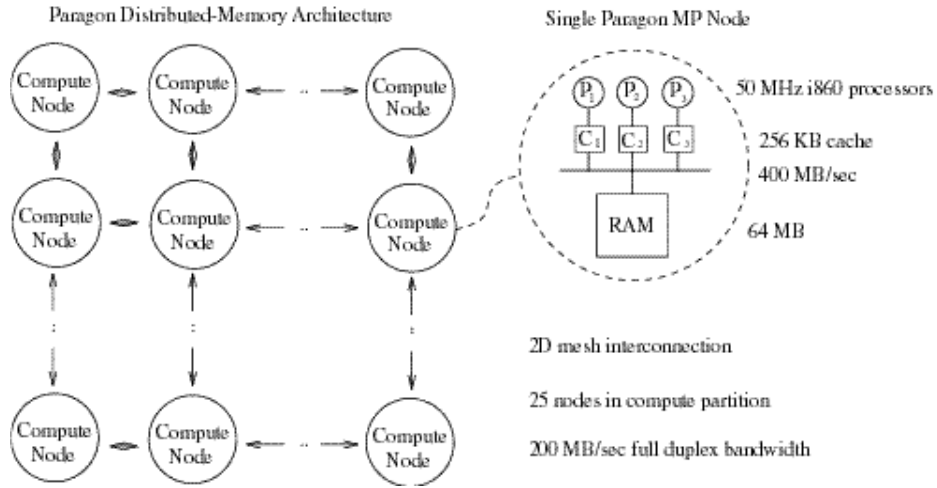 Paragon Distributed-Memory Architecture
Single Paragon MP Node
Compute
Node
Compute
Node
..
Compute
Node
P1
P2
P3
50 MHz i860 processors
C1
C2
C3
256 KB cache
400 MB/sec
Compute
Node
Compute
Node
..
Compute
Node
RAM
64 MB
:
:
:
2D mesh interconnection
25 nodes in compute partition
Compute
Node
Compute
Node
..
Compute
Node
200 MB/sec full duplex bandwidth